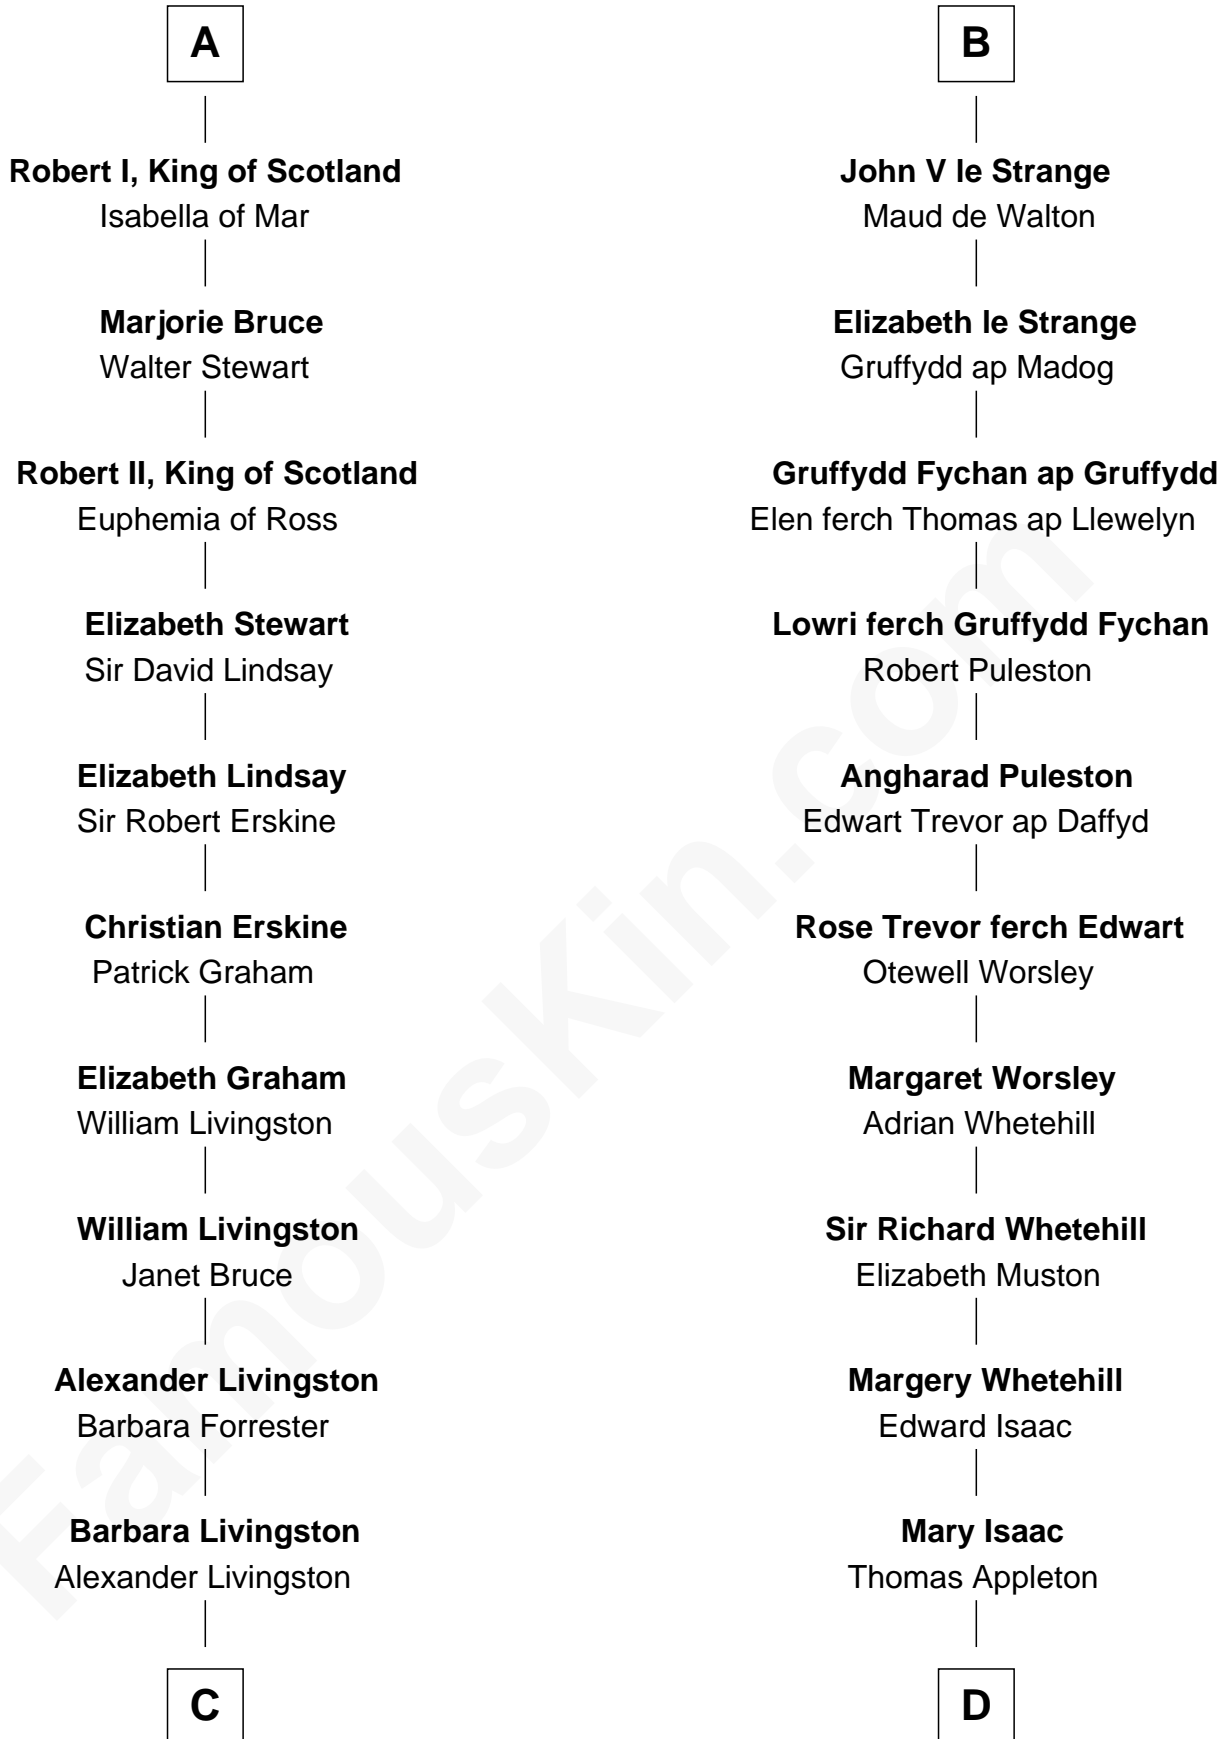 A
Robert I, King of Scotland
Isabella of Mar
Marjorie Bruce
Walter Stewart
Robert II, King of Scotland
Euphemia of Ross
Elizabeth Stewart
Sir David Lindsay
Elizabeth Lindsay
Sir Robert Erskine
Christian Erskine
Patrick Graham
Elizabeth Graham
William Livingston
William Livingston
Janet Bruce
Alexander Livingston
Barbara Forrester
Barbara Livingston
Alexander Livingston
C
B
John V le Strange
Maud de Walton
Elizabeth le Strange
Gruffydd ap Madog
Gruffydd Fychan ap Gruffydd
Elen ferch Thomas ap Llewelyn
Lowri ferch Gruffydd Fychan
Robert Puleston
Angharad Puleston
Edwart Trevor ap Daffyd
Rose Trevor ferch Edwart
Otewell Worsley
Margaret Worsley
Adrian Whetehill
Sir Richard Whetehill
Elizabeth Muston
Margery Whetehill
Edward Isaac
Mary Isaac
Thomas Appleton
D
FamousKin.com